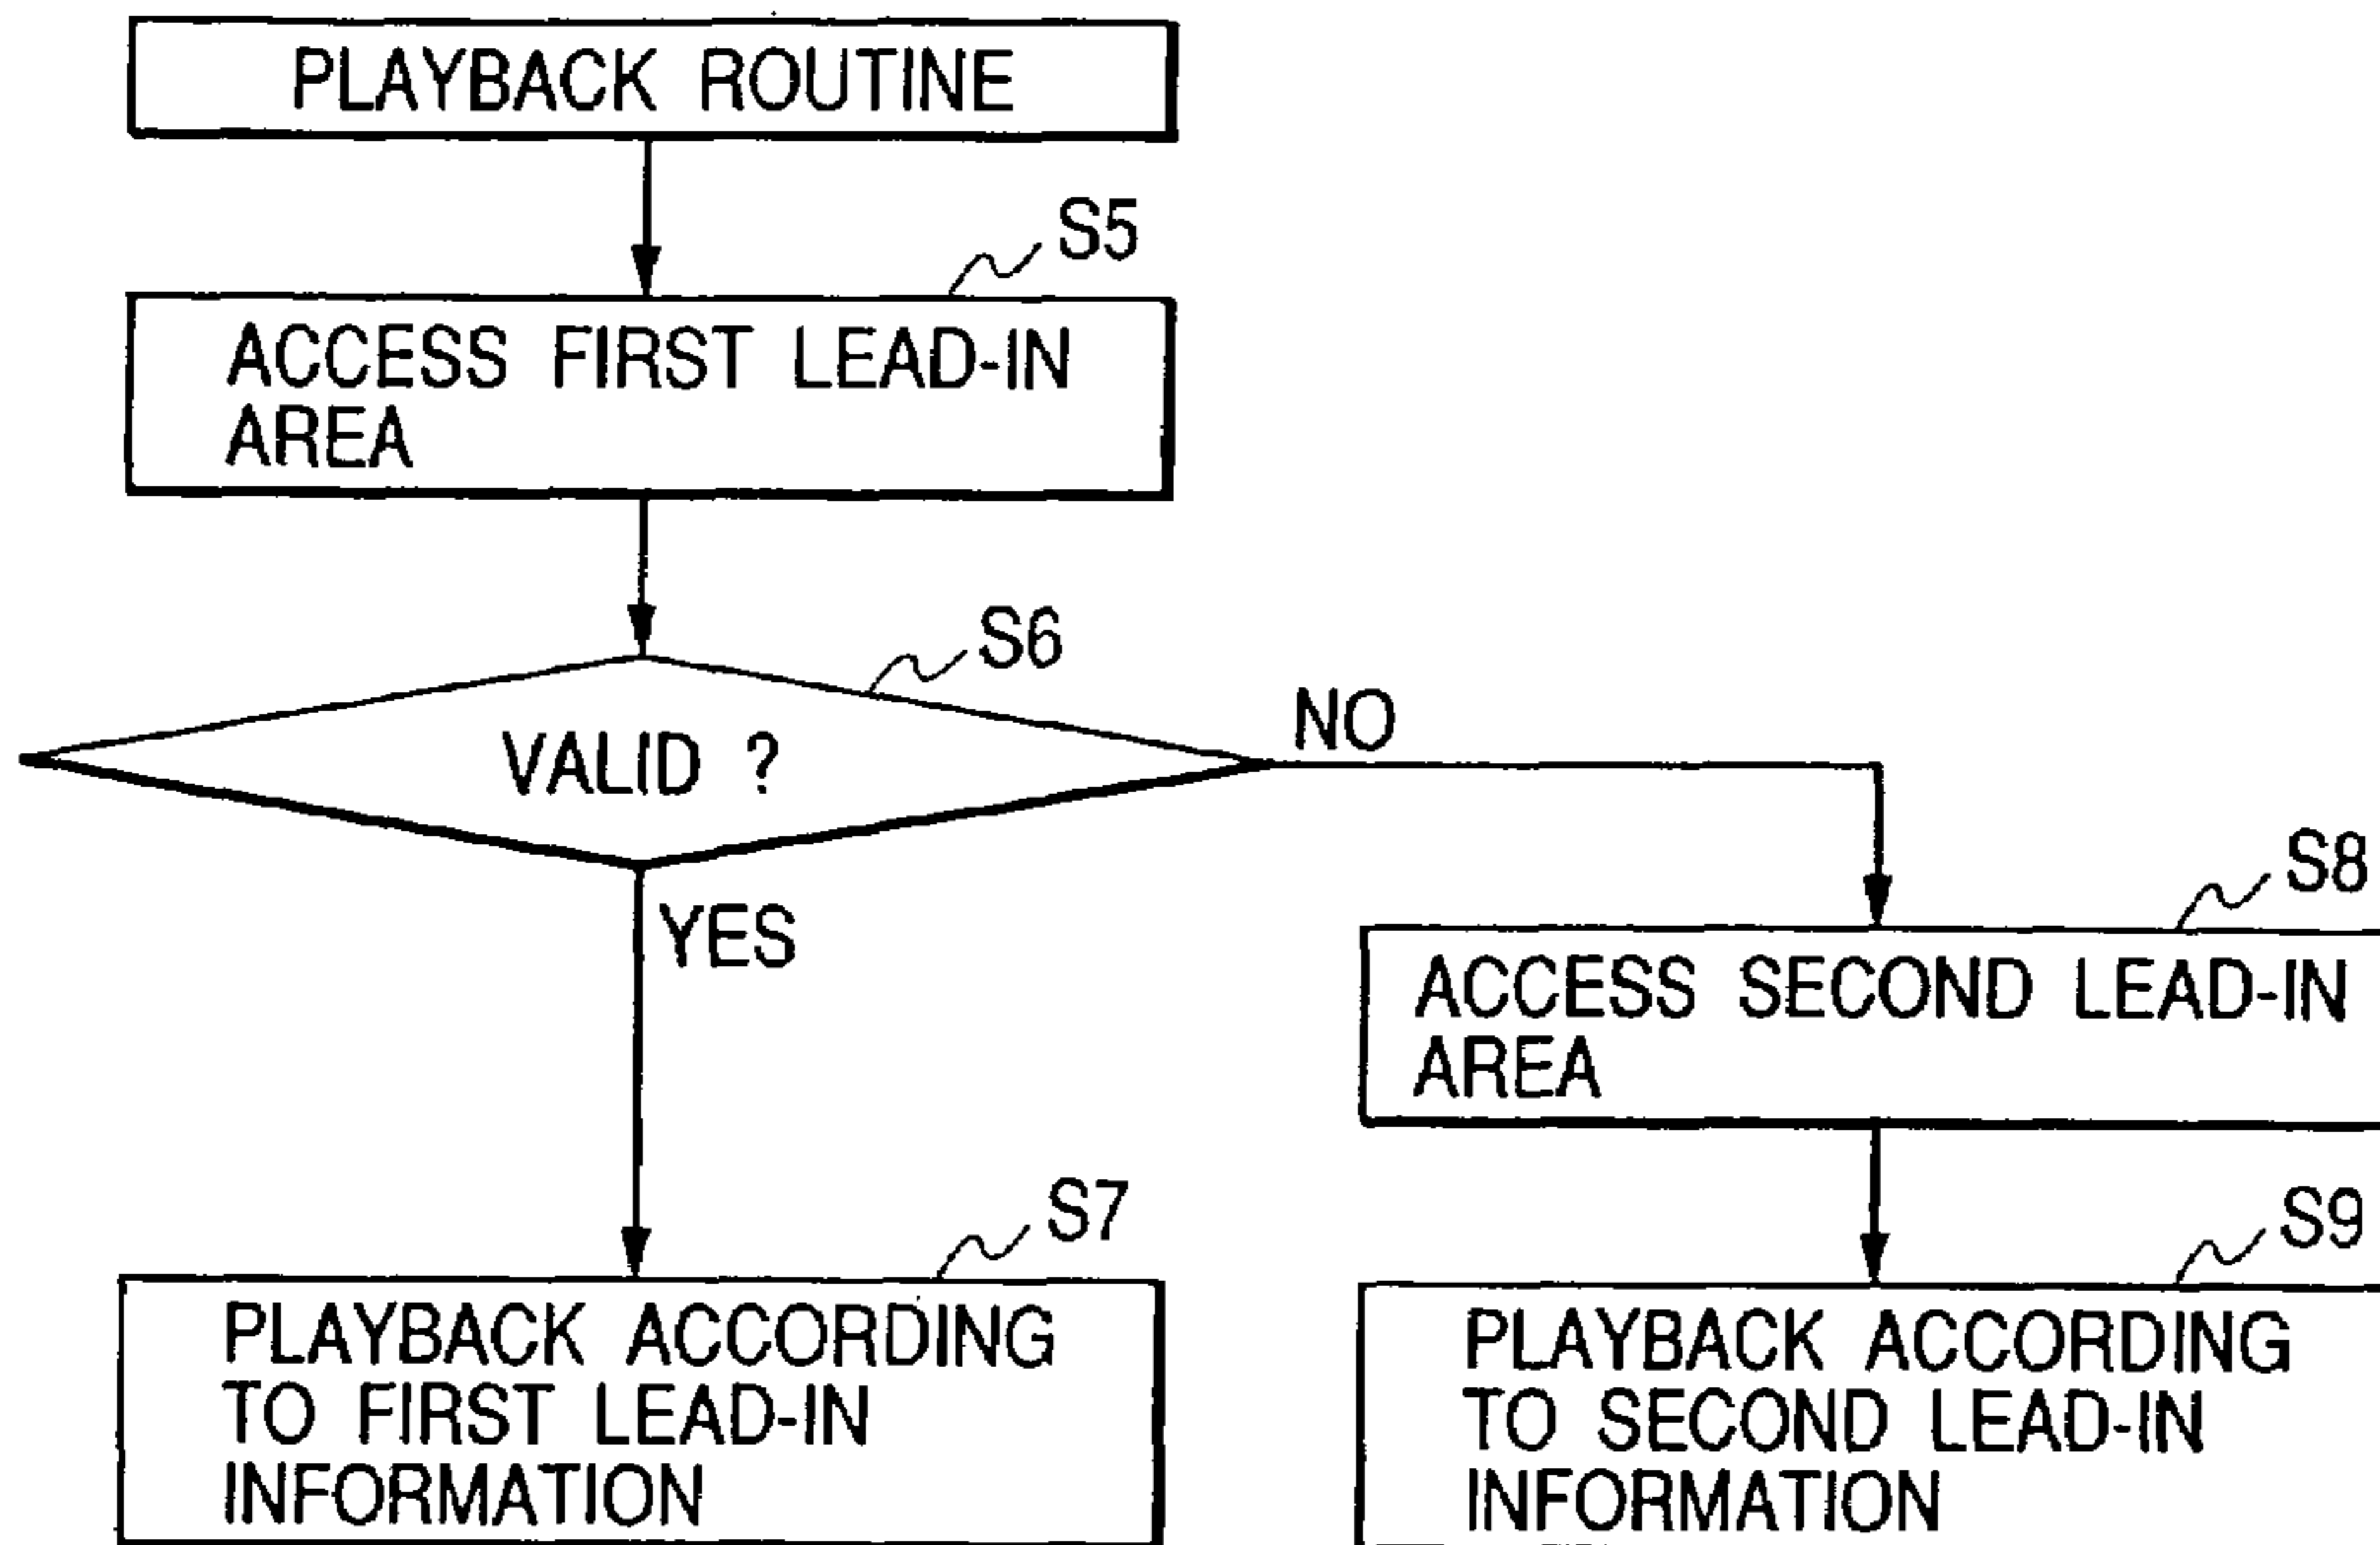 PLAYBACK ROUTINE
S5
ACCESS FIRST LEAD-IN
AREA
S6
VALID ?
NO
YES
S8
ACCESS SECOND LEAD-IN
AREA
S7
PLAYBACK ACCORDING
TO FIRST LEAD-IN
INFORMATION
S9
PLAYBACK ACCORDING
TO SECOND LEAD-IN
INFORMATION